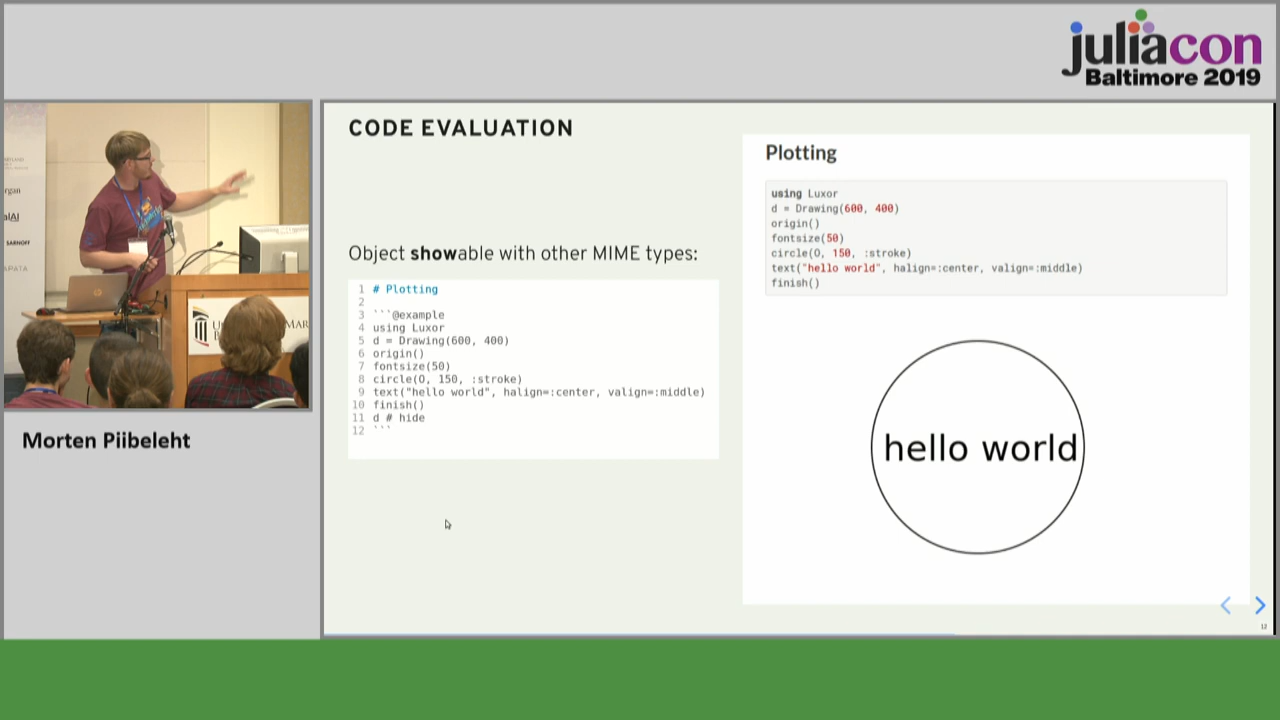 juliacon
Baltimore 2019
CODE EVALUATION
Object showable with other MIME types:
1 # Plotting
2
3 ```@example
4 using Luxor
5 d = Drawing(600, 400)
6 origin()
7 fontsize(50)
8 circle(0, 150, :stroke)
9 text("hello world", halign=:center, valign=:middle)
10 finish()
11 d # hide
12 ```
Plotting
using Luxor
d = Drawing(600, 400)
origin()
fontsize(50)
circle(0, 150, :stroke)
text("hello world", halign=:center, valign=:middle)
finish()
hello world
Morten Piibeleht